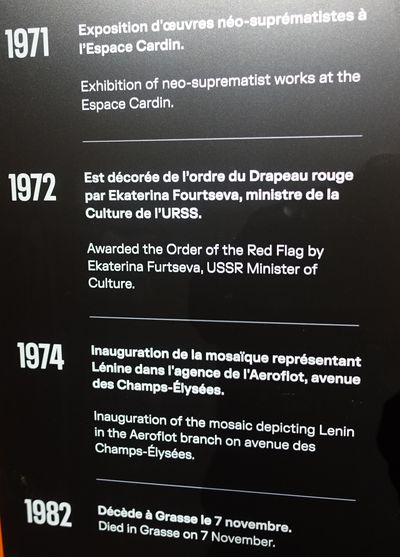 1971
Exposition d'œuvres néo-suprématistes à
l'Espace Cardin.
Exhibition of neo-suprematist works at the
Espace Cardin.
1972
Est décorée de l'ordre du Drapeau rouge
par Ekaterina Fourtseva, ministre de la
Culture de l'URSS.
Awarded the Order of the Red Flag by
Ekaterina Furtseva, USSR Minister of
Culture.
1974
Inauguration de la mosaïque représentant
Lénine dans l'agence de l'Aeroflot, avenue
des Champs-Élysées.
Inauguration of the mosaic depicting Lenin
in the Aeroflot branch on avenue des
Champs-Élysées.
1982
Décède à Grasse le 7 novembre.
Died in Grasse on 7 November.